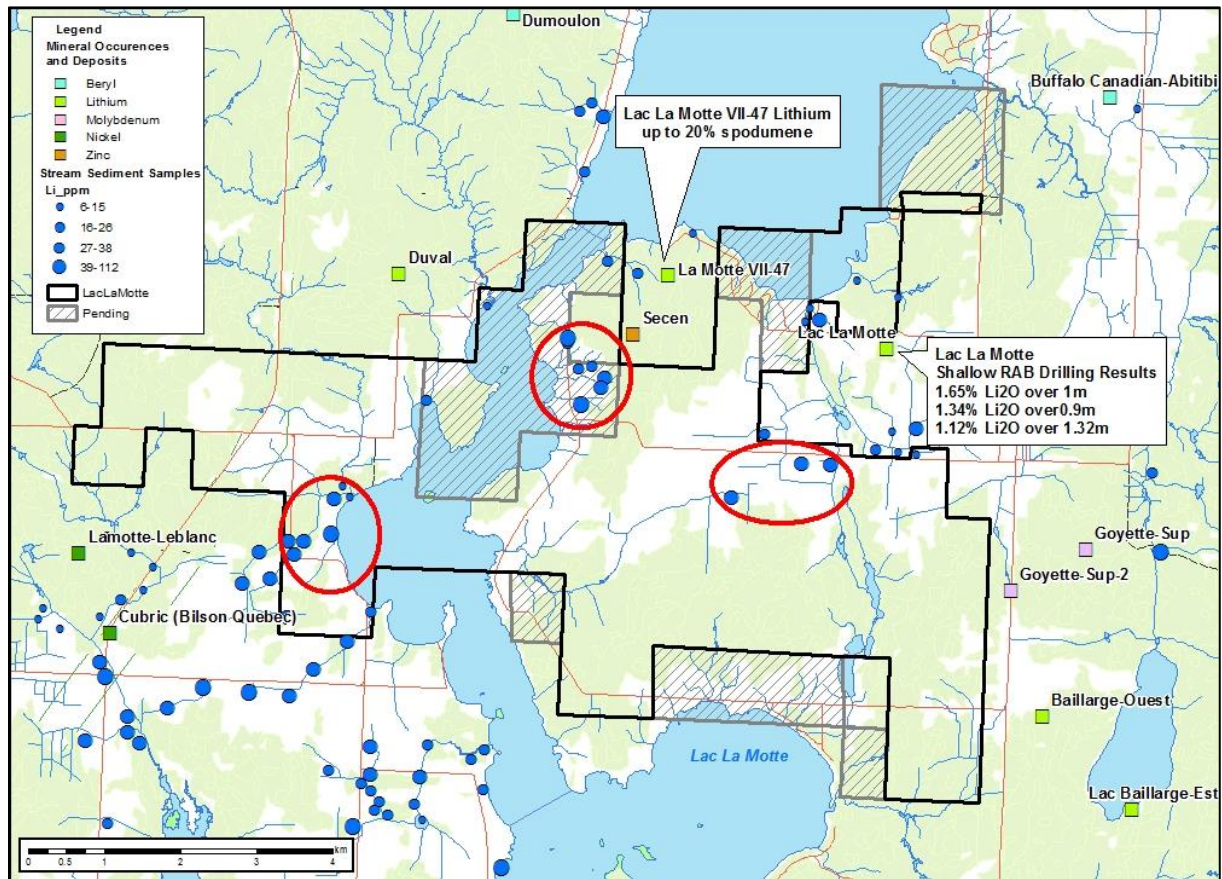 Legend
Mineral Occurences
and Deposits
Beryl
Lithium
Molybdenum
Nickel
Zinc
Stream Sediment Samples
Li_ppm
6-15
16-26
27-38
39-112
LacLaMotte
Pending
Dumoulon
Buffalo Canadian-Abitibi
Lac La Motte VII-47 Lithium
up to 20% spodumene
Duval
La Motte VII-47
Secen
Lac La Motte
Lac La Motte
Shallow RAB Drilling Results
1.65% Li2O over 1m
1.34% Li2O over0.9m
1.12% Li2O over 1.32m
Lamotte-Leblanc
Goyette-Sup
Goyette-Sup-2
Cubric (Bilson-Quebec)
Baillarge-Ouest
Lac La Motte
Lac Baillarge-Est
km
0 0.5 1 2 3 4